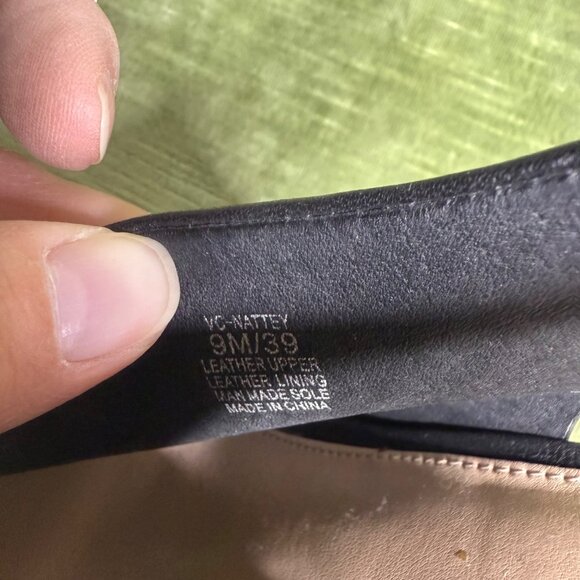 VC-NATTEY
9M/39
LEATHER UPPER
LEATHER LINING
MAN MADE SOLE
MADE IN CHINA